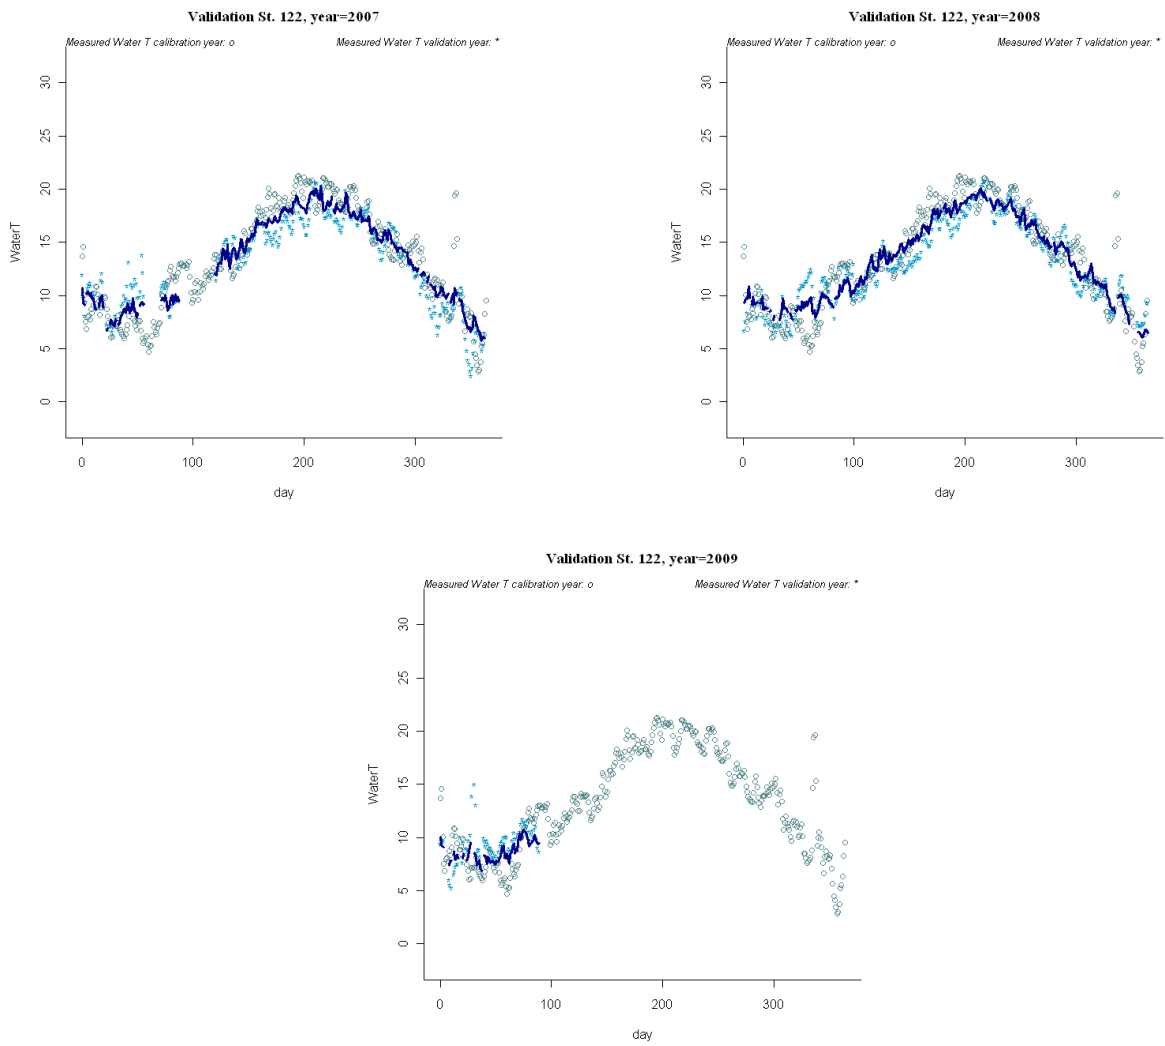 Validation St. 122, year=2007
Measured Water T calibration year: o
Measured Water T validation year: *
WaterT
30
25
20
15
10
5
0
0 100 200 300
day
Validation St. 122, year=2008
Measured Water T calibration year: o
Measured Water T validation year: *
WaterT
30
25
20
15
10
5
0
0 100 200 300
day
Validation St. 122, year=2009
Measured Water T calibration year: o
Measured Water T validation year: *
WaterT
30
25
20
15
10
5
0
0 100 200 300
day